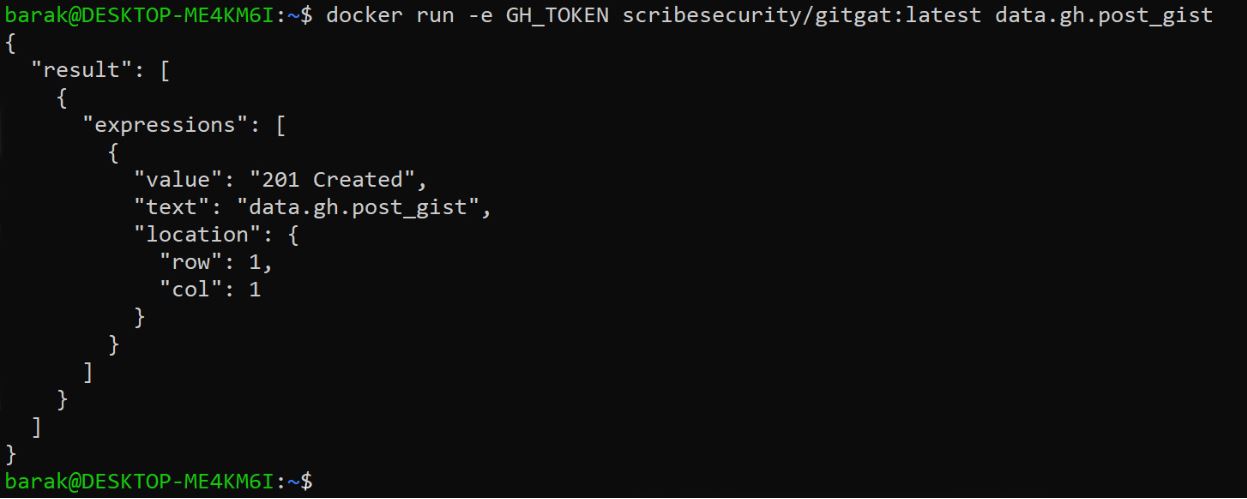 barak@DESKTOP-ME4KM6I:~$ docker run -e GH_TOKEN scribesecurity/gitgat:latest data.gh.post_gist
{
  "result": [
    {
      "expressions": [
        {
          "value": "201 Created",
          "text": "data.gh.post_gist",
          "location": {
            "row": 1,
            "col": 1
          }
        }
      ]
    }
  ]
}
barak@DESKTOP-ME4KM6I:~$